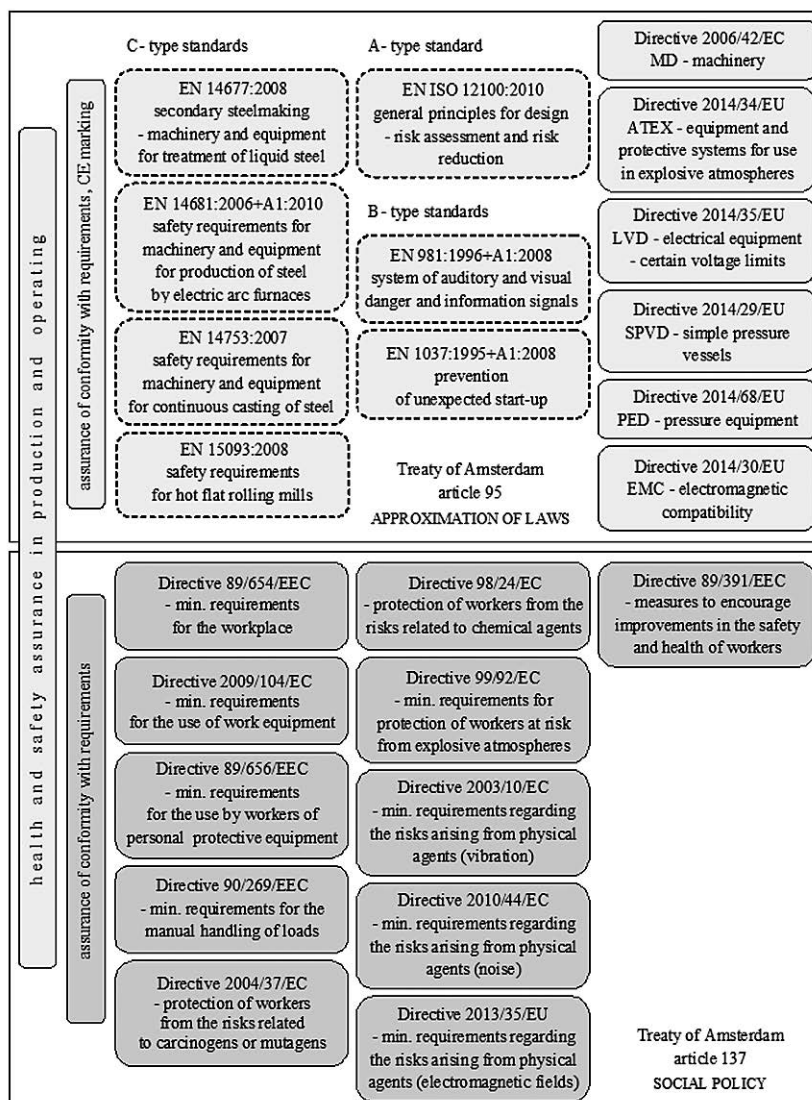 health and safety assurance in production and operating
assurance of conformity with requirements, CE marking
C- type standards
EN 14677:2008
secondary steelmaking
- machinery and equipment
for treatment of liquid steel
EN 14681:2006+A1:2010
safety requirements for
machinery and equipment
for production of steel
by electric arc furnaces
EN 14753:2007
safety requirements for
machinery and equipment
for continuous casting of steel
EN 15093:2008
safety requirements
for hot flat rolling mills
A- type standard
EN ISO 12100:2010
general principles for design
- risk assessment and risk
reduction
B- type standards
EN 981:1996+A1:2008
system of auditory and visual
danger and information signals
EN 1037:1995+A1:2008
prevention
of unexpected start-up
Treaty of Amsterdam
article 95
APPROXIMATION OF LAWS
Directive 2006/42/EC
MD - machinery
Directive 2014/34/EU
ATEX - equipment and
protective systems for use
in explosive atmospheres
Directive 2014/35/EU
LVD - electrical equipment
- certain voltage limits
Directive 2014/29/EU
SPVD - simple pressure
vessels
Directive 2014/68/EU
PED - pressure equipment
Directive 2014/30/EU
EMC - electromagnetic
compatibility
assurance of conformity with requirements
Directive 89/654/EEC
- min. requirements
for the workplace
Directive 2009/104/EC
- min. requirements
for the use of work equipment
Directive 89/656/EEC
- min. requirements
for the use by workers of
personal protective equipment
Directive 90/269/EEC
- min. requirements for the
manual handling of loads
Directive 2004/37/EC
- protection of workers
from the risks related
to carcinogens or mutagens
Directive 98/24/EC
- protection of workers from the
risks related to chemical agents
Directive 99/92/EC
- min. requirements for
protection of workers at risk
from explosive atmospheres
Directive 2003/10/EC
- min. requirements regarding
the risks arising from physical
agents (vibration)
Directive 2010/44/EC
- min. requirements regarding
the risks arising from physical
agents (noise)
Directive 2013/35/EU
- min. requirements regarding
the risks arising from physical
agents (electromagnetic fields)
Directive 89/391/EEC
- measures to encourage
improvements in the safety
and health of workers
Treaty of Amsterdam
article 137
SOCIAL POLICY